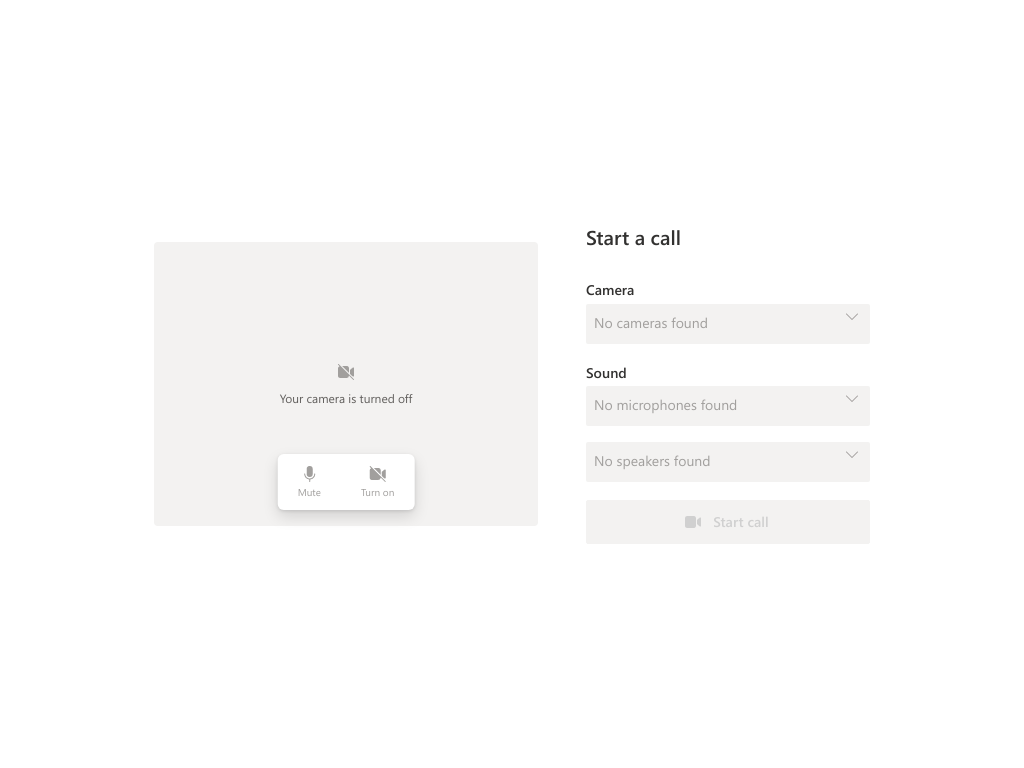 Your camera is turned off
Mute
Turn on
Start a call
Camera
No cameras found
Sound
No microphones found
No speakers found
Start call